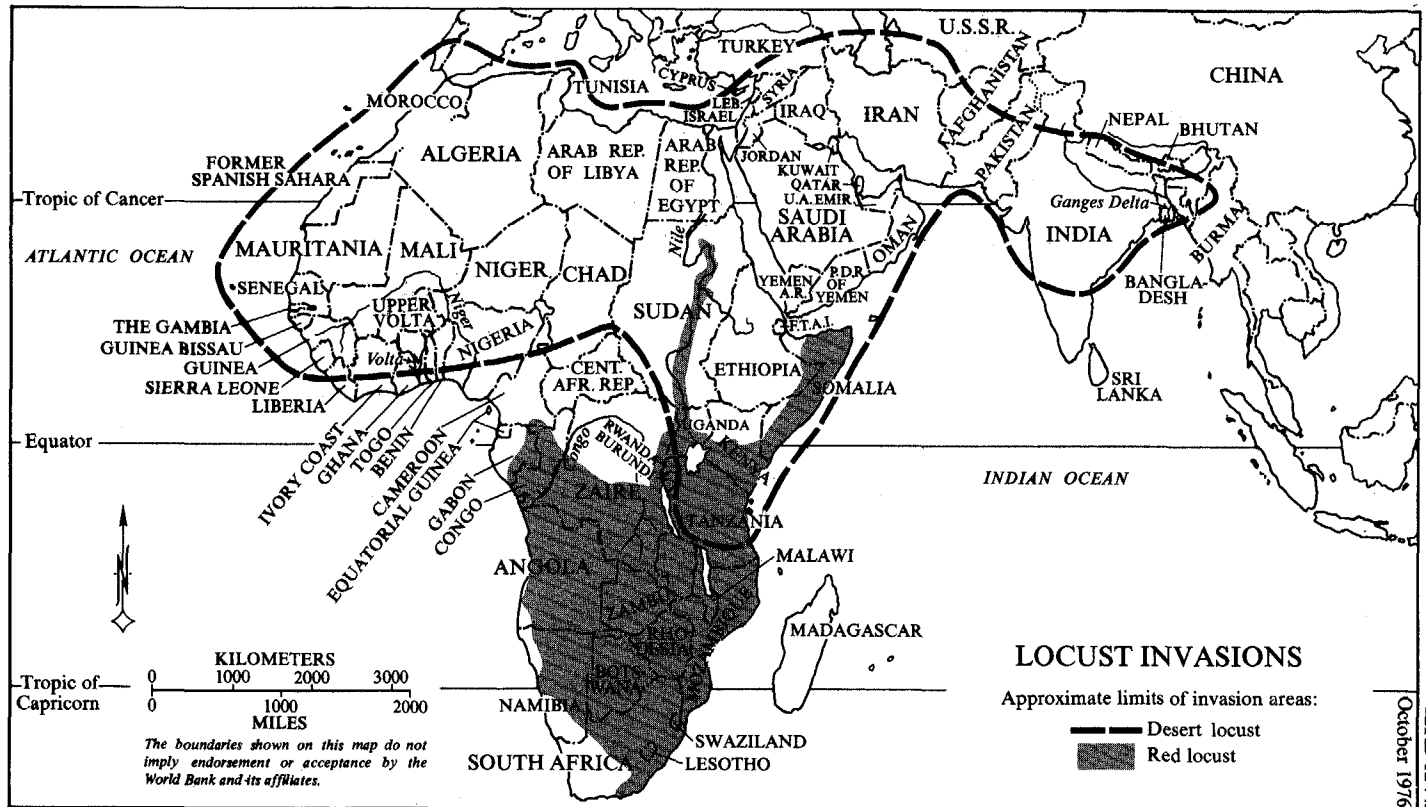 U.S.S.R.
TURKEY
CHINA
CYPRUS
SYRIA
AFGHANISTAN
TUNISIA
LEB.
ISRAEL
IRAQ
IRAN
MOROCCO
PAKISTAN
NEPAL
BHUTAN
ALGERIA
ARAB REP.
OF LIBYA
ARAB
REP.
OF
EGYPT
JORDAN
KUWAIT
QATAR
U.A.EMIR.
FORMER
SPANISH SAHARA
Tropic of Cancer
SAUDI
ARABIA
Ganges Delta
INDIA
BURMA
OMAN
Nile
ATLANTIC OCEAN
MAURITANIA
MALI
NIGER
CHAD
BANGLA
DESH
SENEGAL
YEMEN
A.R.
P.D.R.
OF
YEMEN
SUDAN
UPPER
VOLTA
Niger
NIGERIA
F.T.A.I.
THE GAMBIA
GUINEA BISSAU
GUINEA
SIERRA LEONE
LIBERIA
Volta
CENT.
AFR. REP.
ETHIOPIA
SOMALIA
SRI
LANKA
IVORY COAST
GHANA
TOGO
BENIN
CAMEROON
EQUATORIAL GUINEA
GABON
CONGO
Equator
UGANDA
KENYA
Congo
RWANDA
BURUNDI
INDIAN OCEAN
ZAIRE
TANZANIA
MALAWI
ANGOLA
ZAMBIA
MOZAMBIQUE
MADAGASCAR
RHO-
DESIA
BOTS-
WANA
N
KILOMETERS
0 1000 2000 3000
0 1000 2000
MILES
Tropic of
Capricorn
NAMIBIA
SWAZILAND
SOUTH AFRICA
LESOTHO
The boundaries shown on this map do not
imply endorsement or acceptance by the
World Bank and its affiliates.
LOCUST INVASIONS
Approximate limits of invasion areas:
Desert locust
Red locust
October 1976